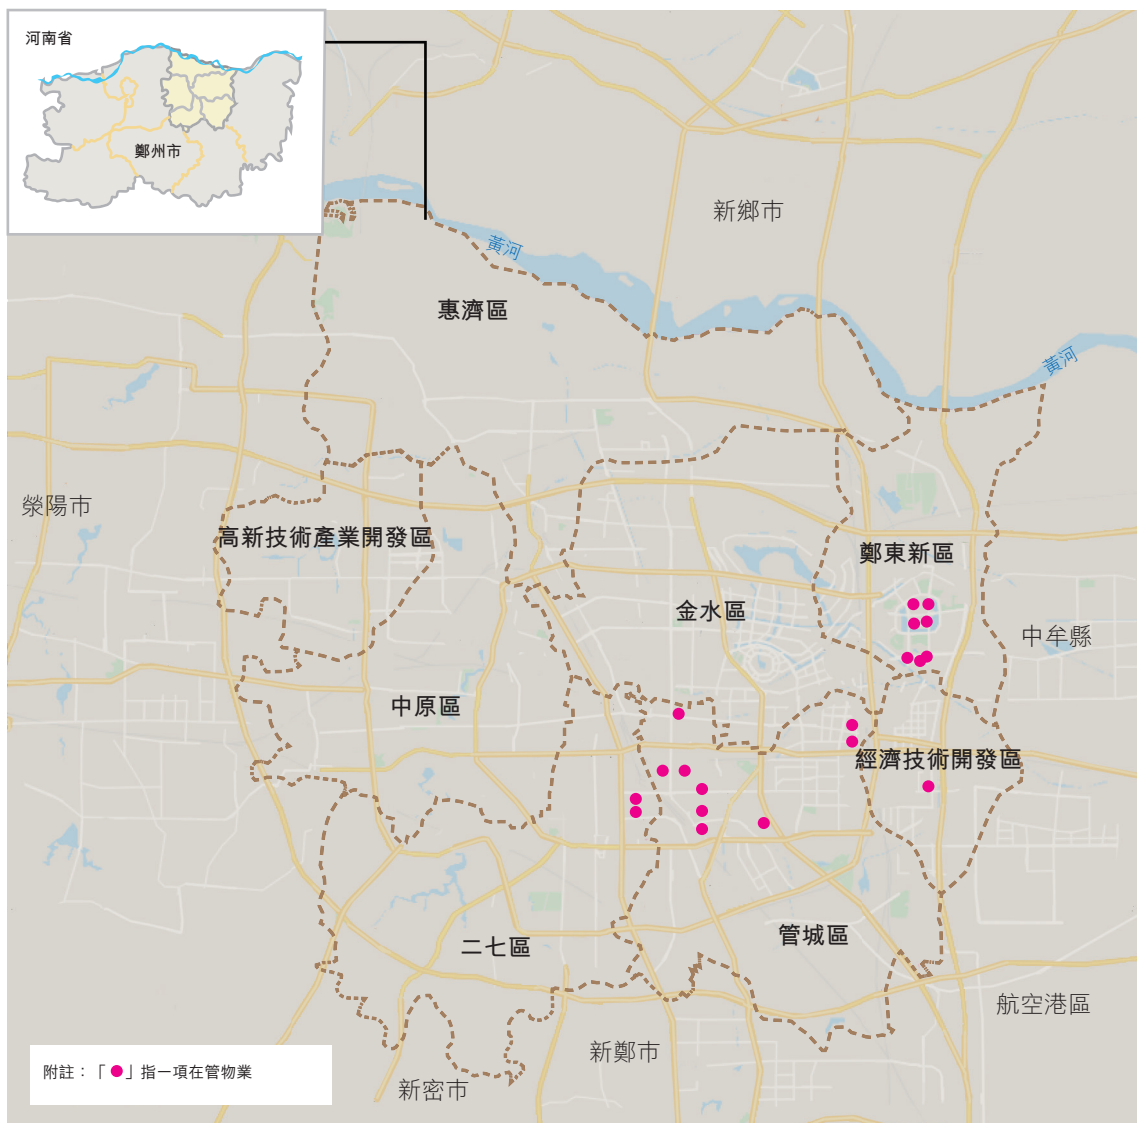 河南省
鄭州市
新鄉市
黃河
惠濟區
黃河
滎陽市
高新技術產業開發區
鄭東新區
金水區
中牟縣
中原區
經濟技術開發區
管城區
二七區
航空港區
新鄭市
附註：「●」指一項在管物業
新密市